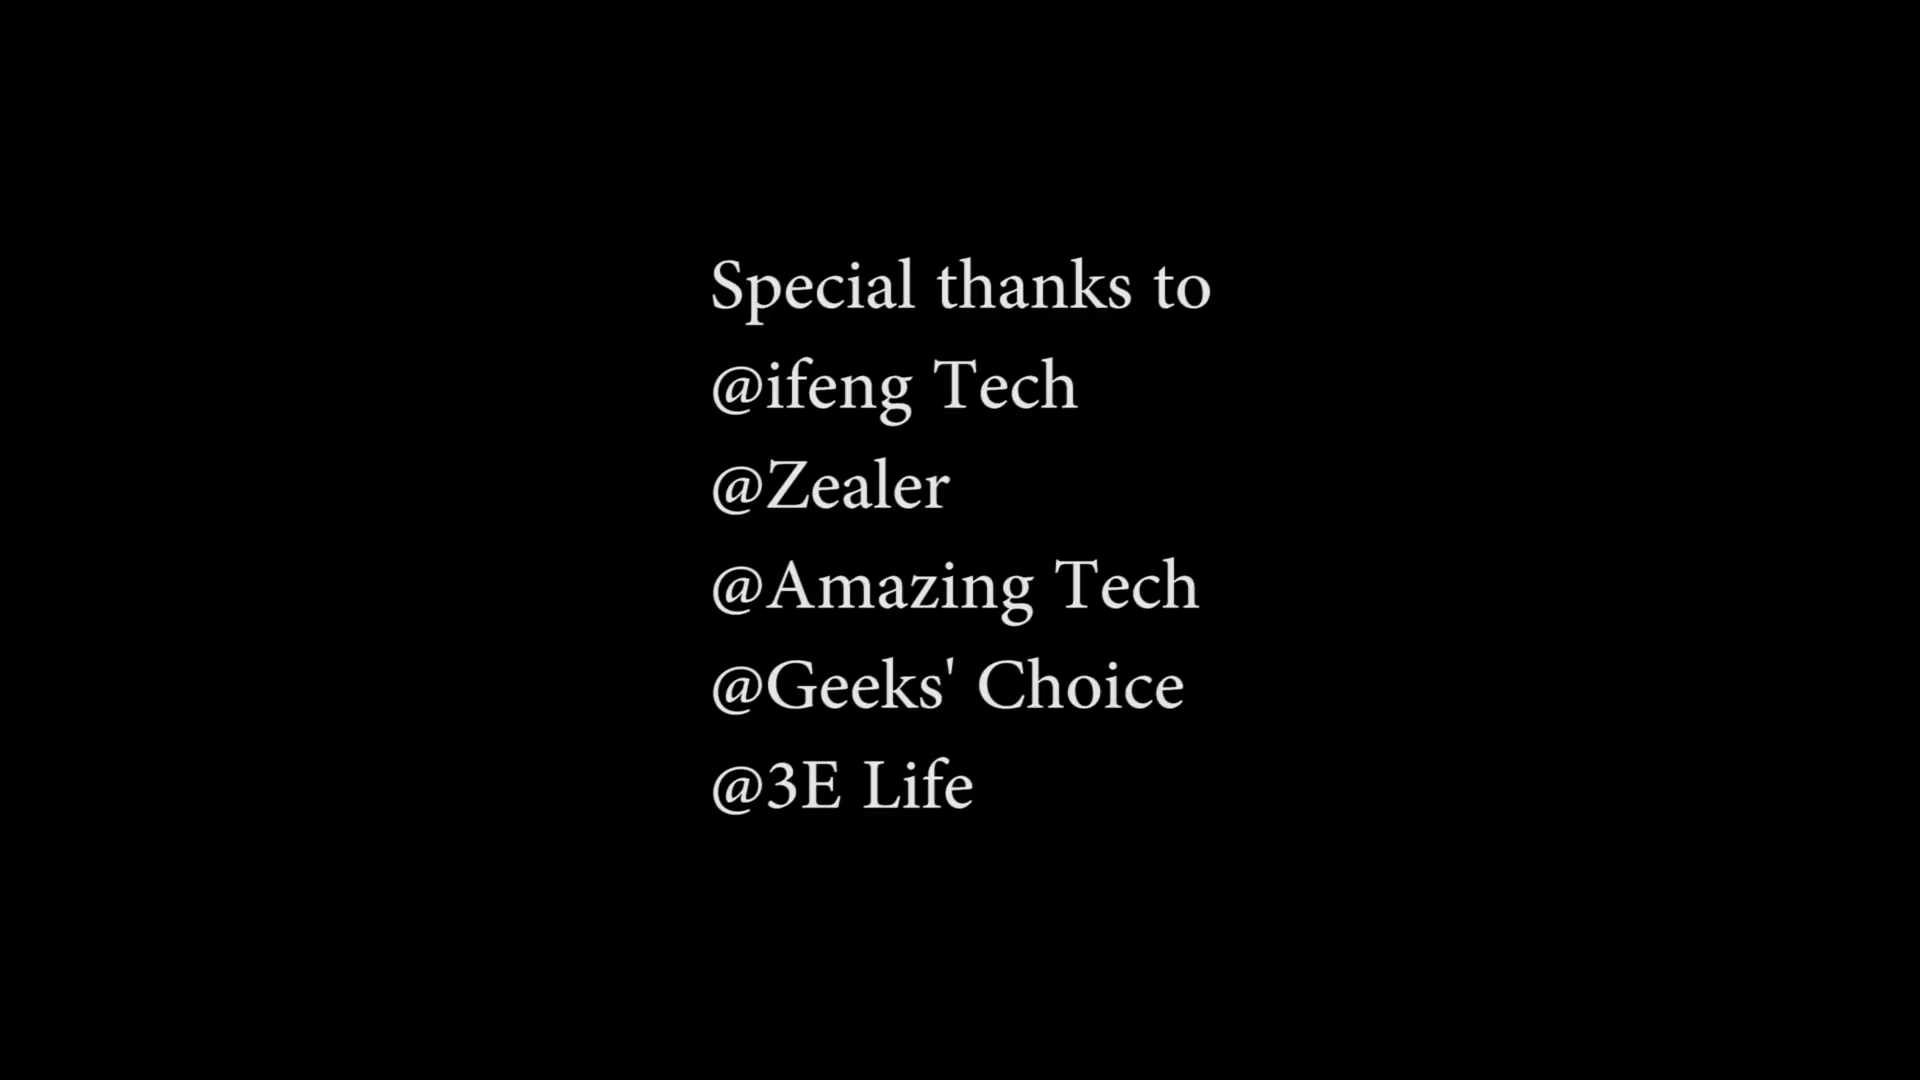 Special thanks to
@ifeng Tech
@Zealer
@Amazing Tech
@Geeks' Choice
@3E Life